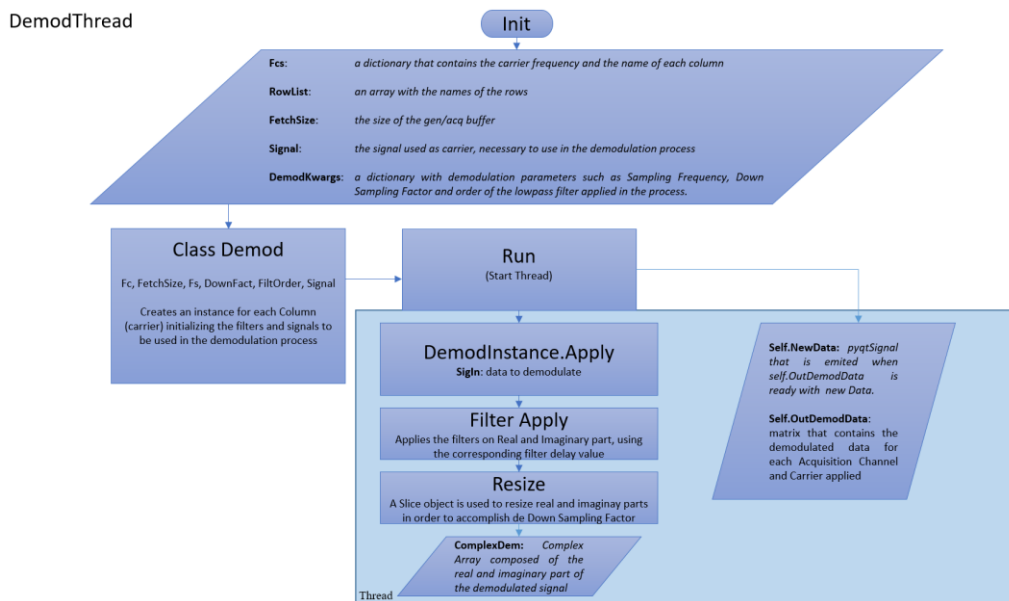 DemodThread
Init
Fcs: a dictionary that contains the carrier frequency and the name of each column
RowList: an array with the names of the rows
FetchSize: the size of the gen/acq buffer
Signal: the signal used as carrier, necessary to use in the demodulation process
DemodKwargs: a dictionary with demodulation parameters such as Sampling Frequency, Down
Sampling Factor and order of the lowpass filter applied in the process.
Class Demod
Fc, FetchSize, Fs, DownFact, FiltOrder, Signal
Creates an instance for each Column
(carrier) initializing the filters and signals to
be used in the demodulation process
Run
(Start Thread)
DemodInstance.Apply
SigIn: data to demodulate
Filter Apply
Applies the filters on Real and Imaginary part, using
the corresponding filter delay value
Resize
A Slice object is used to resize real and imaginay parts
in order to accomplish de Down Sampling Factor
ComplexDem: Complex
Array composed of the
real and imaginary part of
the demodulated signal
Self.NewData: pyqtSignal
that is emited when
self.OutDemodData is
ready with new Data.
Self.OutDemodData:
matrix that contains the
demodulated data for
each Acquisition Channel
and Carrier applied
Thread